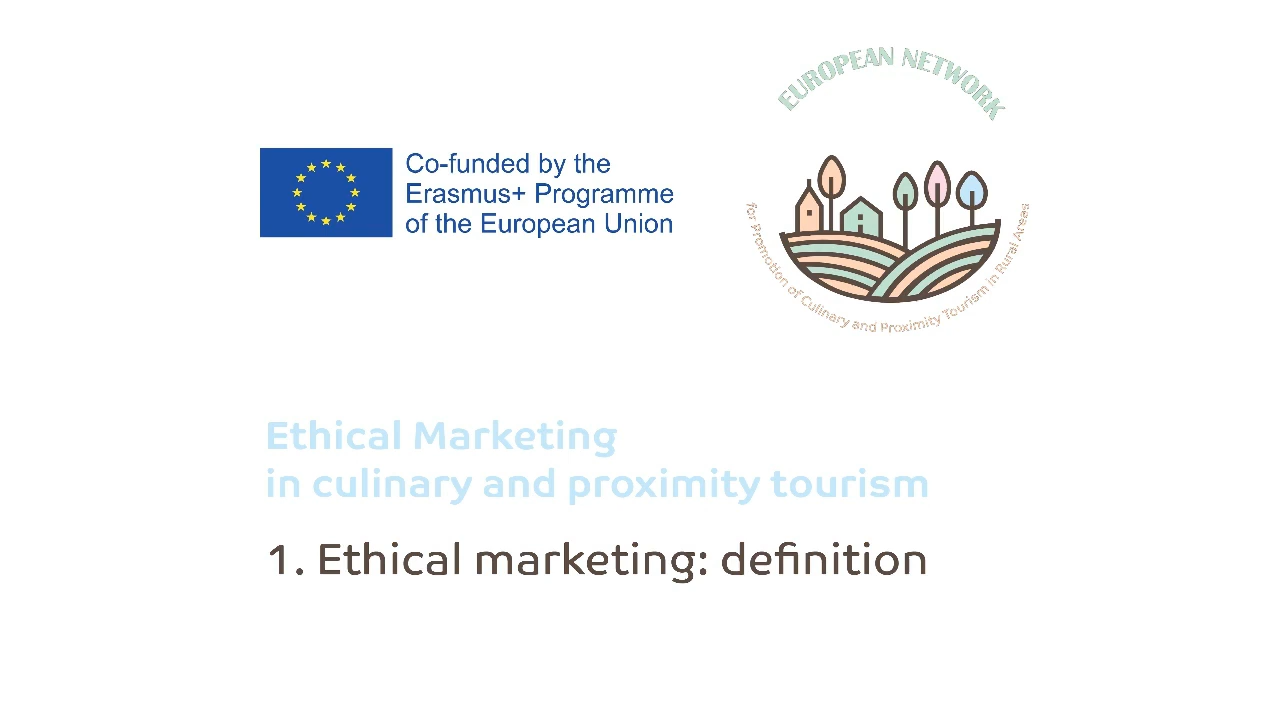 EUROPEAN NETWORK
Co-funded by the
Erasmus+ Programme
of the European Union
for Promotion of Culinary and Proximity Tourism in Rural Areas
Ethical Marketing
in culinary and proximity tourism
1. Ethical marketing: definition